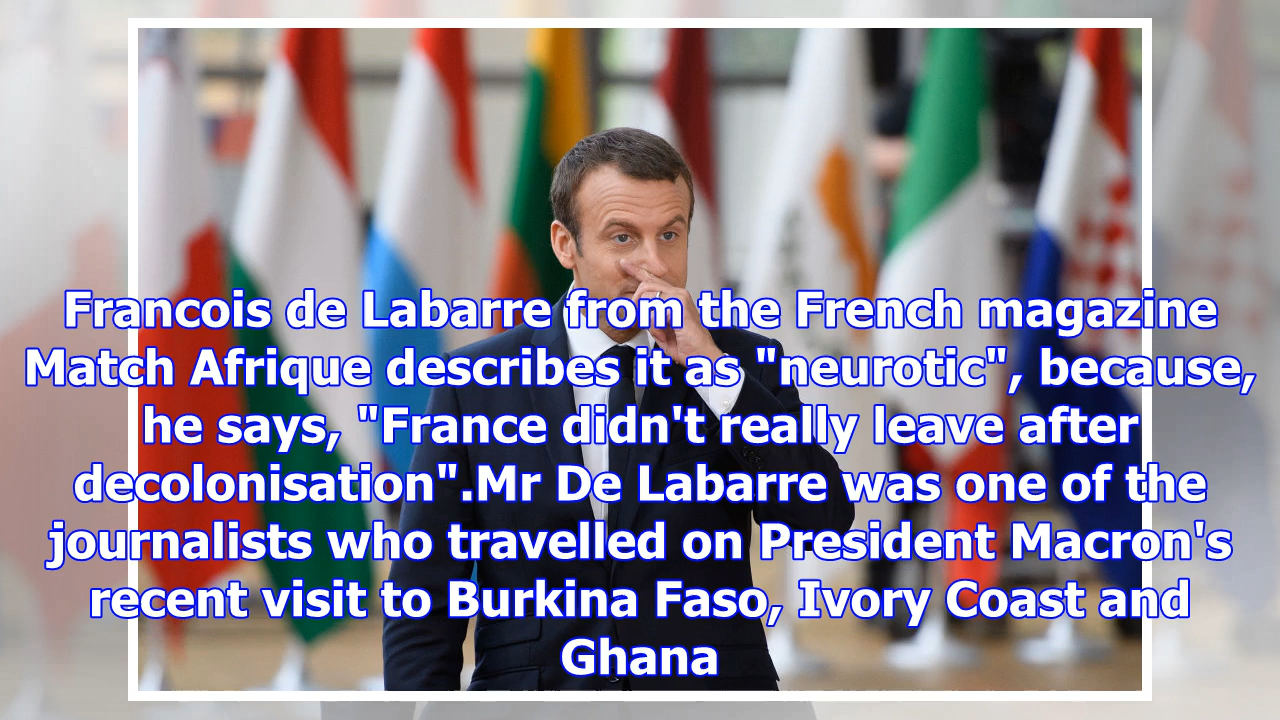 Francois de Labarre from the French magazine
Match Afrique describes it as "neurotic", because,
he says, "France didn't really leave after
decolonisation".Mr De Labarre was one of the
journalists who travelled on President Macron's
recent visit to Burkina Faso, Ivory Coast and
Ghana